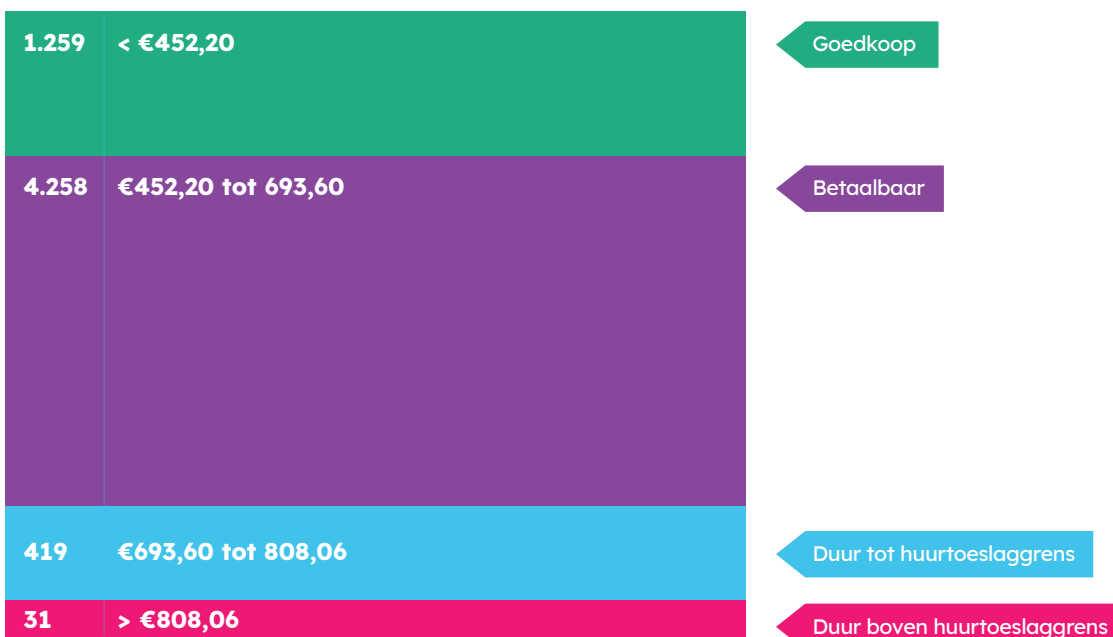 1.259 < €452,20 Goedkoop
4.258 €452,20 tot 693,60 Betaalbaar
419 €693,60 tot 808,06 Duur tot huurtoeslaggrens
31 > €808,06 Duur boven huurtoeslaggrens